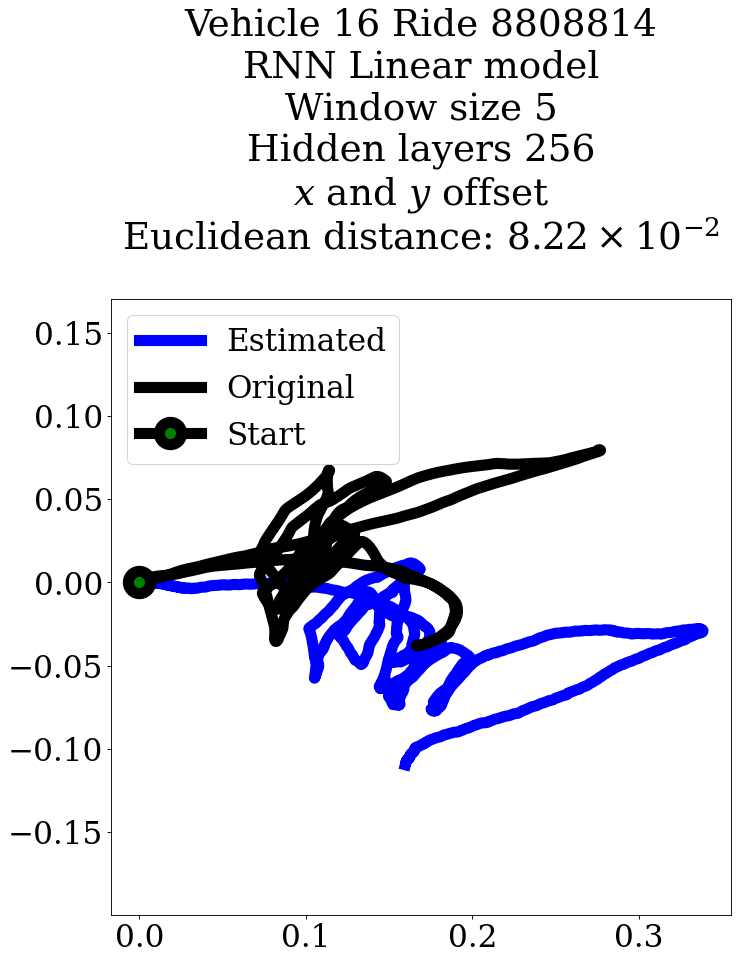 Vehicle 16 Ride 8808814
RNN Linear model
Window size 5
Hidden layers 256
x and y offset
Euclidean distance: 8.22 × 10⁻²
Estimated
Original
Start
0.15
0.10
0.05
0.00
−0.05
−0.10
−0.15
0.0 0.1 0.2 0.3